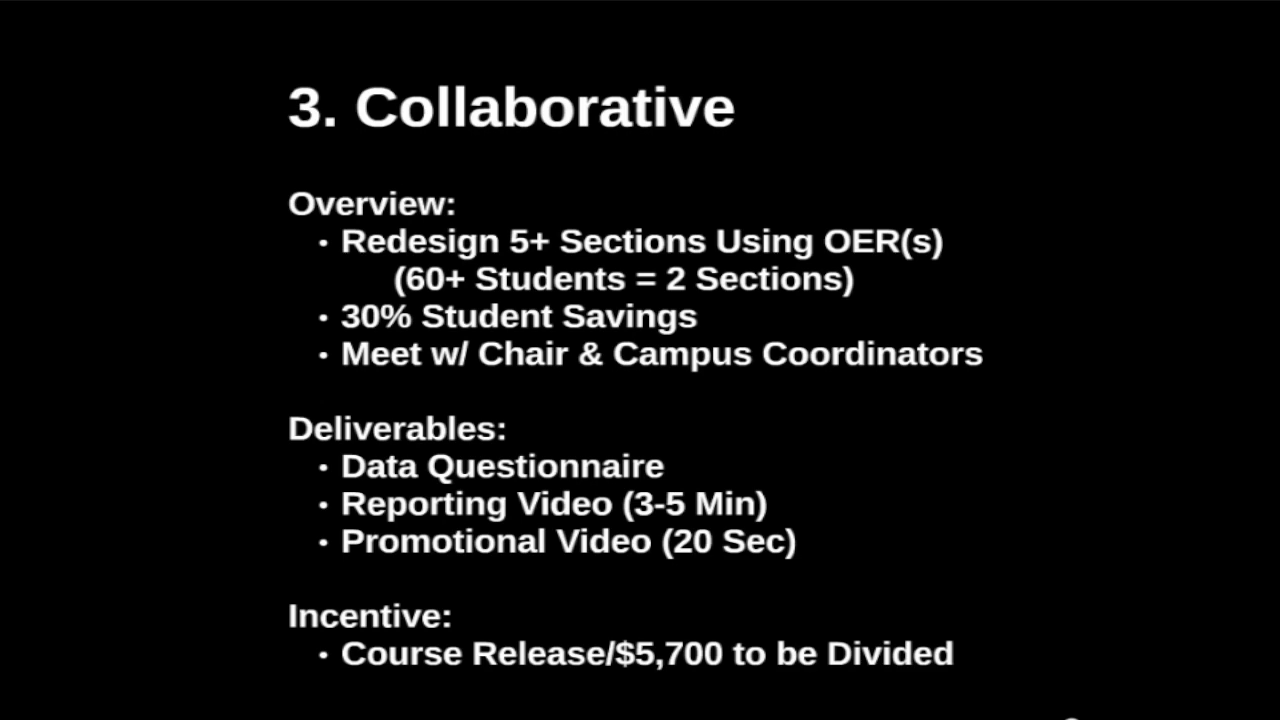 3. Collaborative
Overview:
• Redesign 5+ Sections Using OER(s)
(60+ Students = 2 Sections)
• 30% Student Savings
• Meet w/ Chair & Campus Coordinators
Deliverables:
• Data Questionnaire
• Reporting Video (3-5 Min)
• Promotional Video (20 Sec)
Incentive:
• Course Release/$5,700 to be Divided